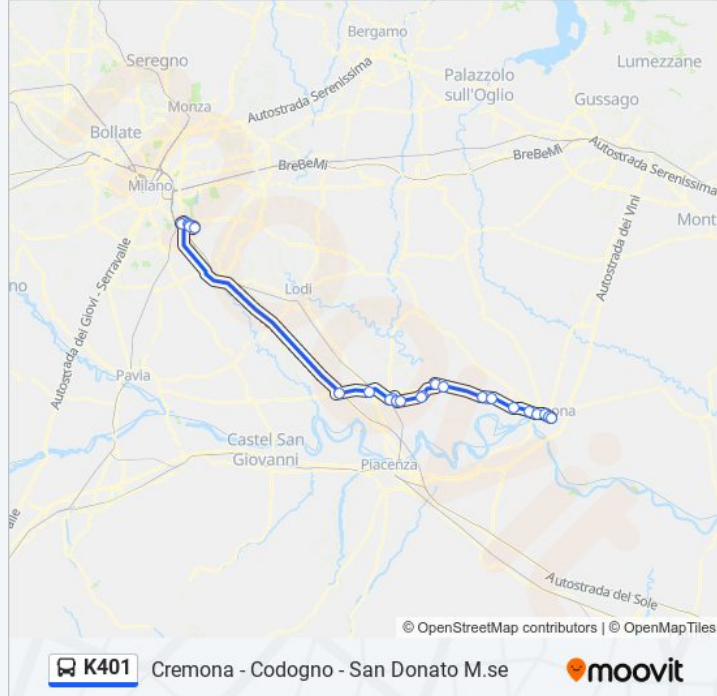 Bergamo
Seregno
Lumezzane
Palazzolo
sull'Oglio
Monza
Autostrada Serenissima
Gussago
Bollate
BreBeMi
BreBeMi
Autostrada Serenissima
Milano
Mont
Autostrada dei Vini
Autostrada dei Giovi - Serravalle
no
Lodi
Pavia
ona
Castel San
Giovanni
Piacenza
alle
Autostrada del Sole
© OpenStreetMap contributors | © OpenMapTiles
K401 Cremona - Codogno - San Donato M.se moovit